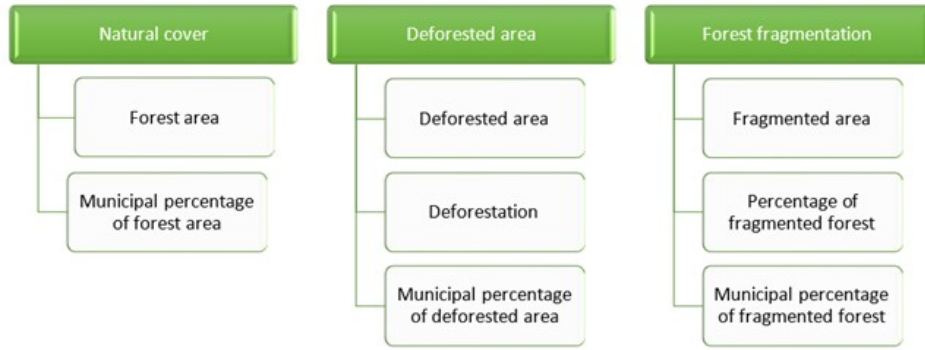 Natural cover
Forest area
Municipal percentage
of forest area
Deforested area
Deforested area
Deforestation
Municipal percentage
of deforested area
Forest fragmentation
Fragmented area
Percentage of
fragmented forest
Municipal percentage
of fragmented forest